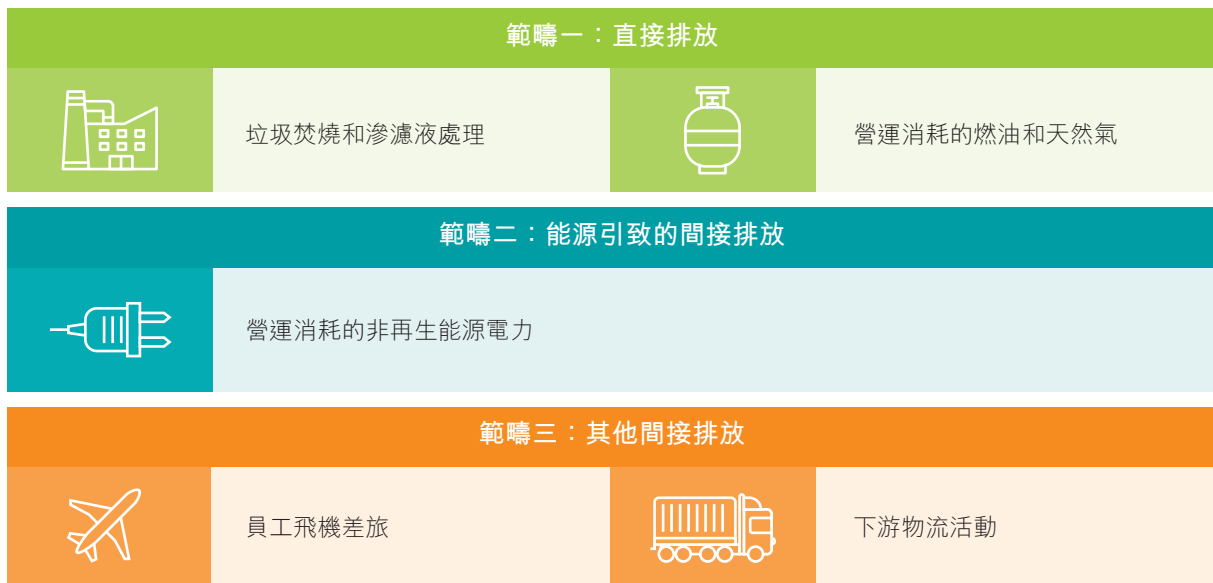 範疇一：直接排放
垃圾焚燒和滲濾液處理
營運消耗的燃油和天然氣
範疇二：能源引致的間接排放
營運消耗的非再生能源電力
範疇三：其他間接排放
員工飛機差旅
下游物流活動